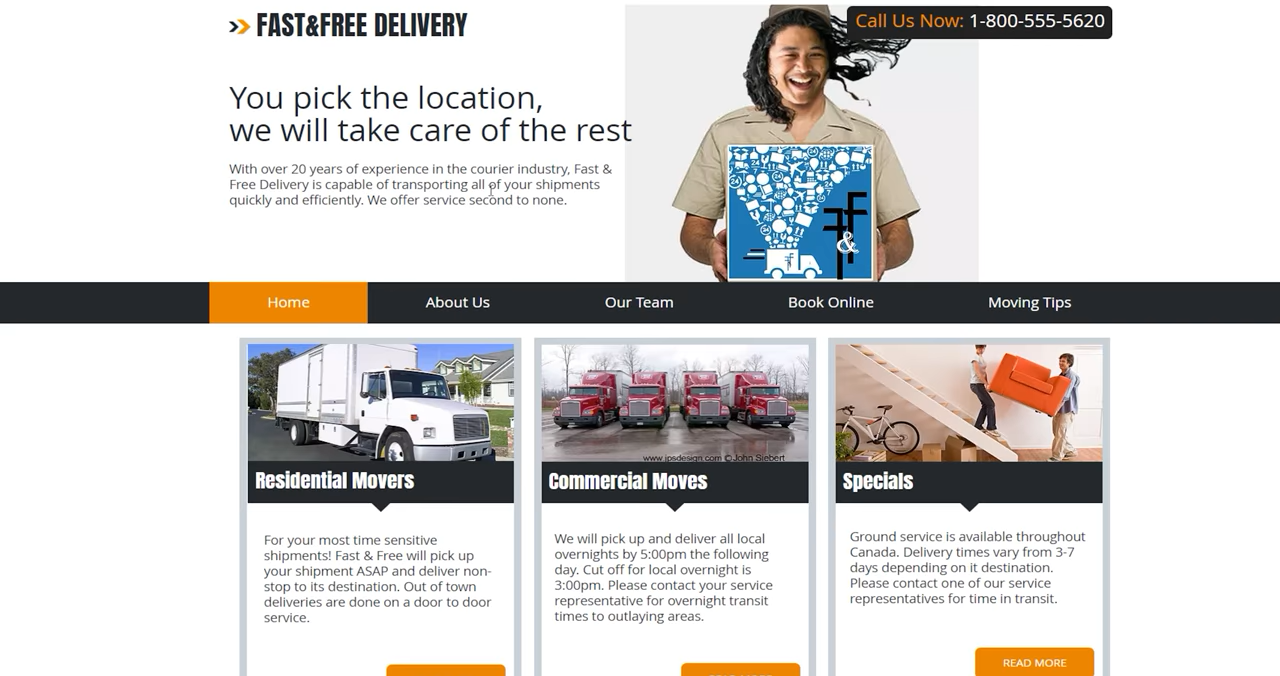 FAST&FREE DELIVERY
Call Us Now: 1-800-555-5620
You pick the location,
we will take care of the rest
With over 20 years of experience in the courier industry, Fast &
Free Delivery is capable of transporting all of your shipments
quickly and efficiently. We offer service second to none.
24
24
24
24
7
24
7
F
&
F
Home
About Us
Our Team
Book Online
Moving Tips
www.jpsdesign.com ©John Siebert
Residential Movers
Commercial Moves
Specials
For your most time sensitive
shipments! Fast & Free will pick up
your shipment ASAP and deliver non-
stop to its destination. Out of town
deliveries are done on a door to door
service.
We will pick up and deliver all local
overnights by 5:00pm the following
day. Cut off for local overnight is
3:00pm. Please contact your service
representative for overnight transit
times to outlaying areas.
Ground service is available throughout
Canada. Delivery times vary from 3-7
days depending on it destination.
Please contact one of our service
representatives for time in transit.
READ MORE